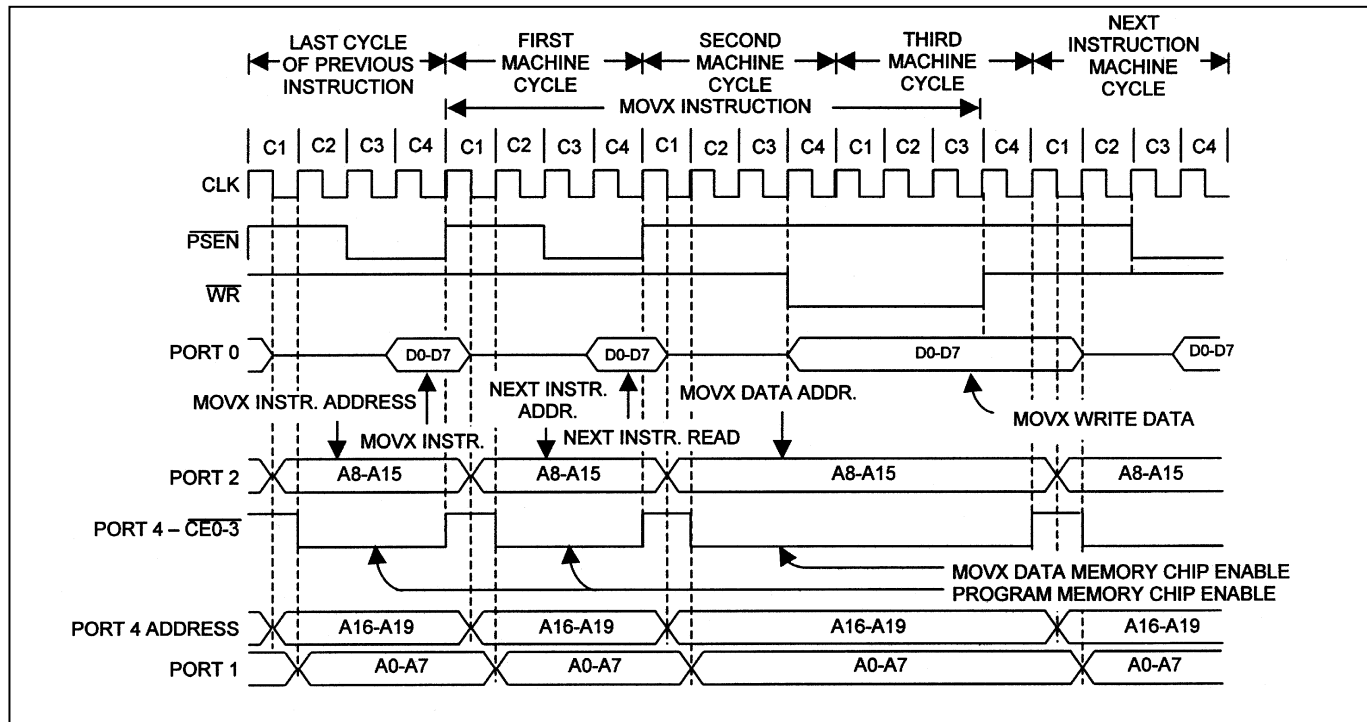 LAST CYCLE
OF PREVIOUS
INSTRUCTION
FIRST
MACHINE
CYCLE
SECOND
MACHINE
CYCLE
THIRD
MACHINE
CYCLE
NEXT
INSTRUCTION
MACHINE
CYCLE
MOVX INSTRUCTION
C1 C2 C3 C4 C1 C2 C3 C4 C1 C2 C3 C4 C1 C2 C3 C4 C1 C2 C3 C4
CLK
PSEN
WR
PORT 0 D0-D7 D0-D7 D0-D7 D0-D7
MOVX INSTR. ADDRESS
MOVX INSTR.
NEXT INSTR.
ADDR.
NEXT INSTR. READ
MOVX DATA ADDR.
MOVX WRITE DATA
PORT 2 A8-A15 A8-A15 A8-A15 A8-A15
PORT 4 – CE0-3
MOVX DATA MEMORY CHIP ENABLE
PROGRAM MEMORY CHIP ENABLE
PORT 4 ADDRESS A16-A19 A16-A19 A16-A19 A16-A19
PORT 1 A0-A7 A0-A7 A0-A7 A0-A7